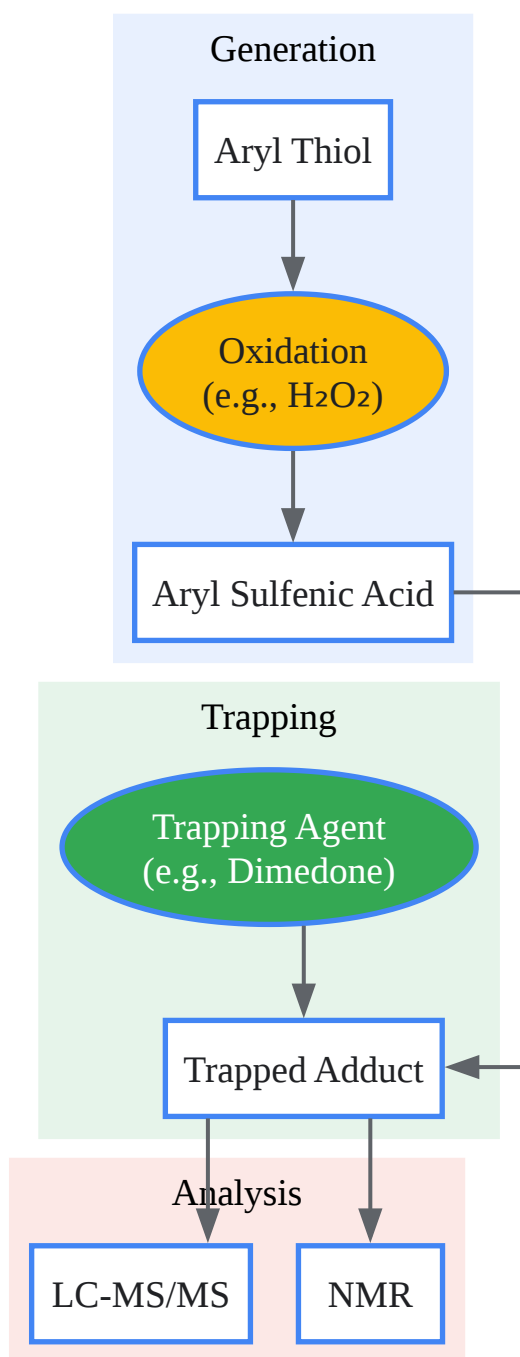 Generation
Aryl Thiol
Oxidation
(e.g., H₂O₂)
Aryl Sulfenic Acid
Trapping
Trapping Agent
(e.g., Dimedone)
Trapped Adduct
Analysis
LC-MS/MS
NMR